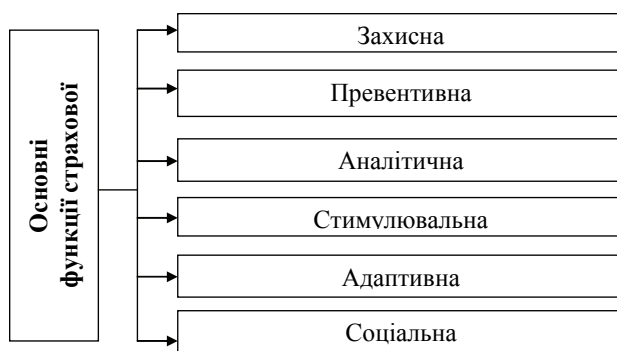 Основні
функції страхової
Захисна
Превентивна
Аналітична
Стимулювальна
Адаптивна
Соціальна